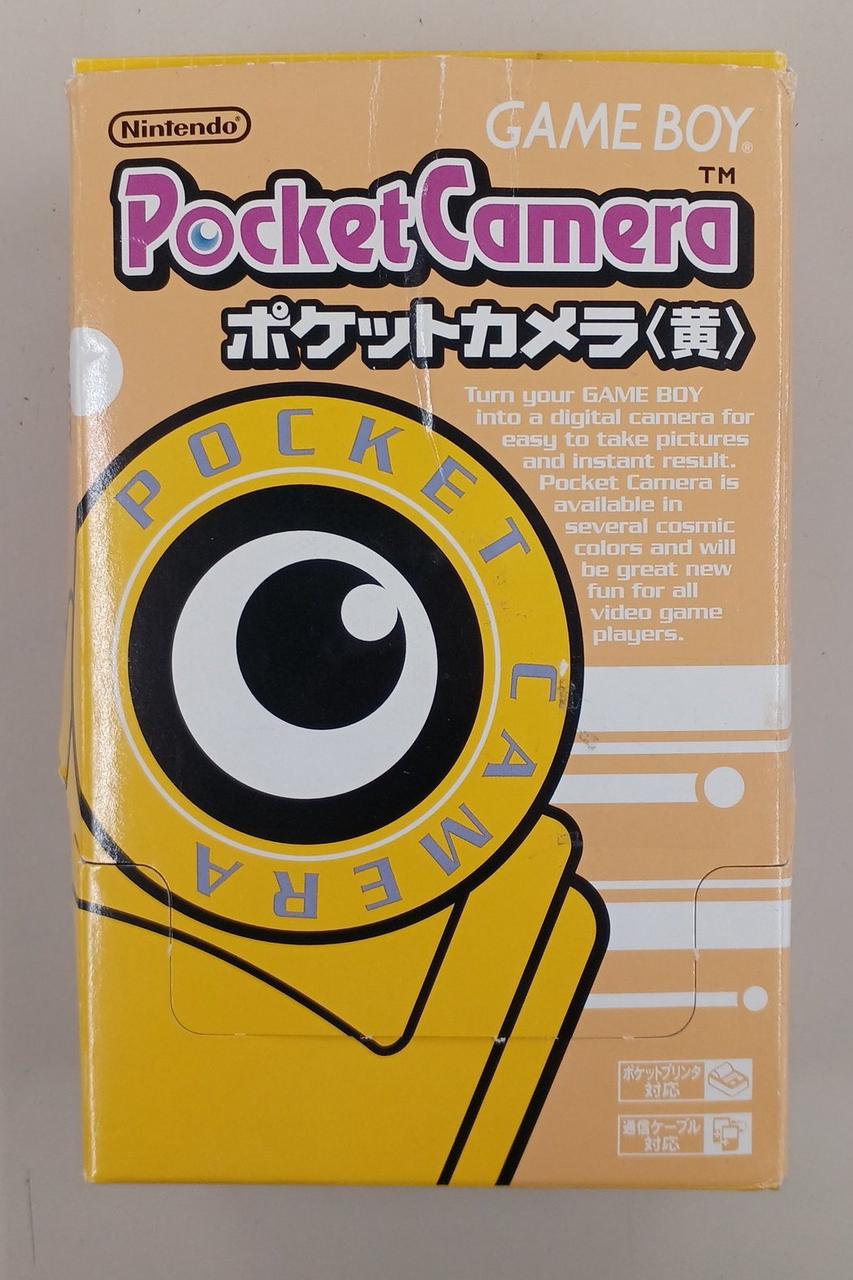 Nintendo®
GAME BOY®
PocketCamera™
ポケットカメラ〈黄〉
Turn your GAME BOY
into a digital camera for
easy to take pictures
and instant result.
Pocket Camera is
available in
several cosmic
colors and will
be great new
fun for all
video game
players.
POCKET CAMERA
ポケットプリンタ
対応
通信ケーブル
対応